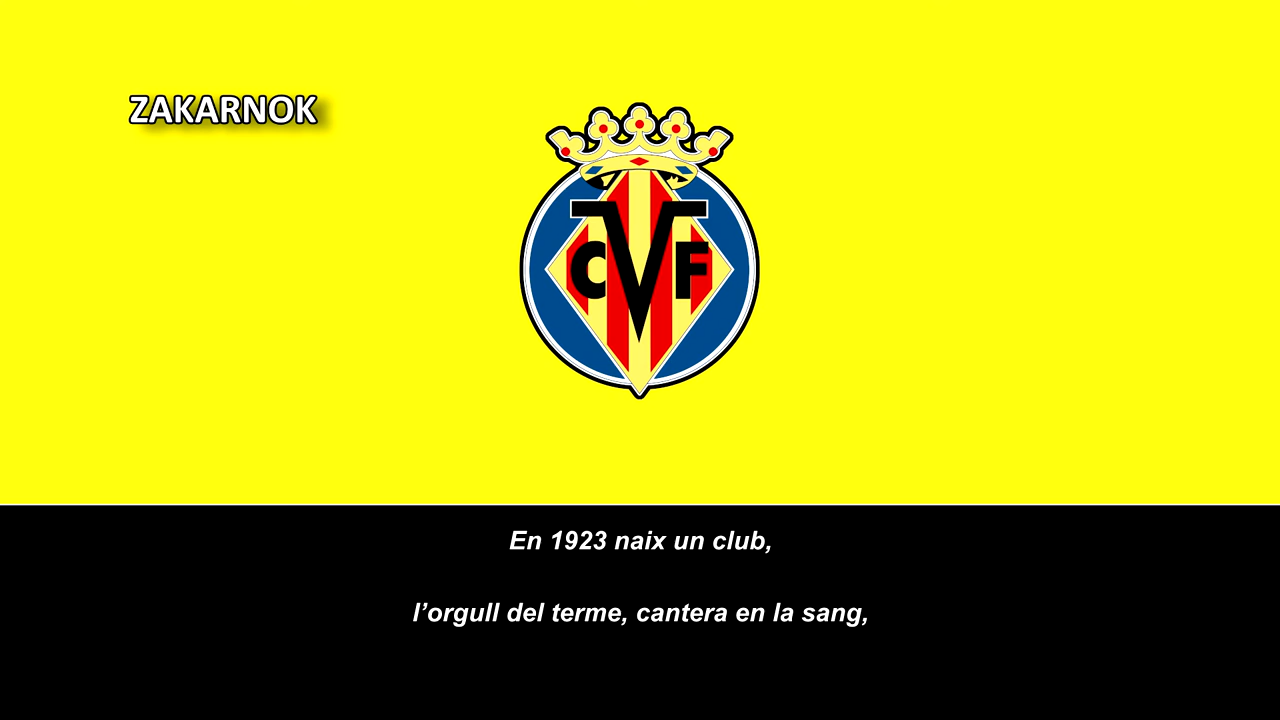 ZAKARNOK
CVF
En 1923 naix un club,
l’orgull del terme, cantera en la sang,